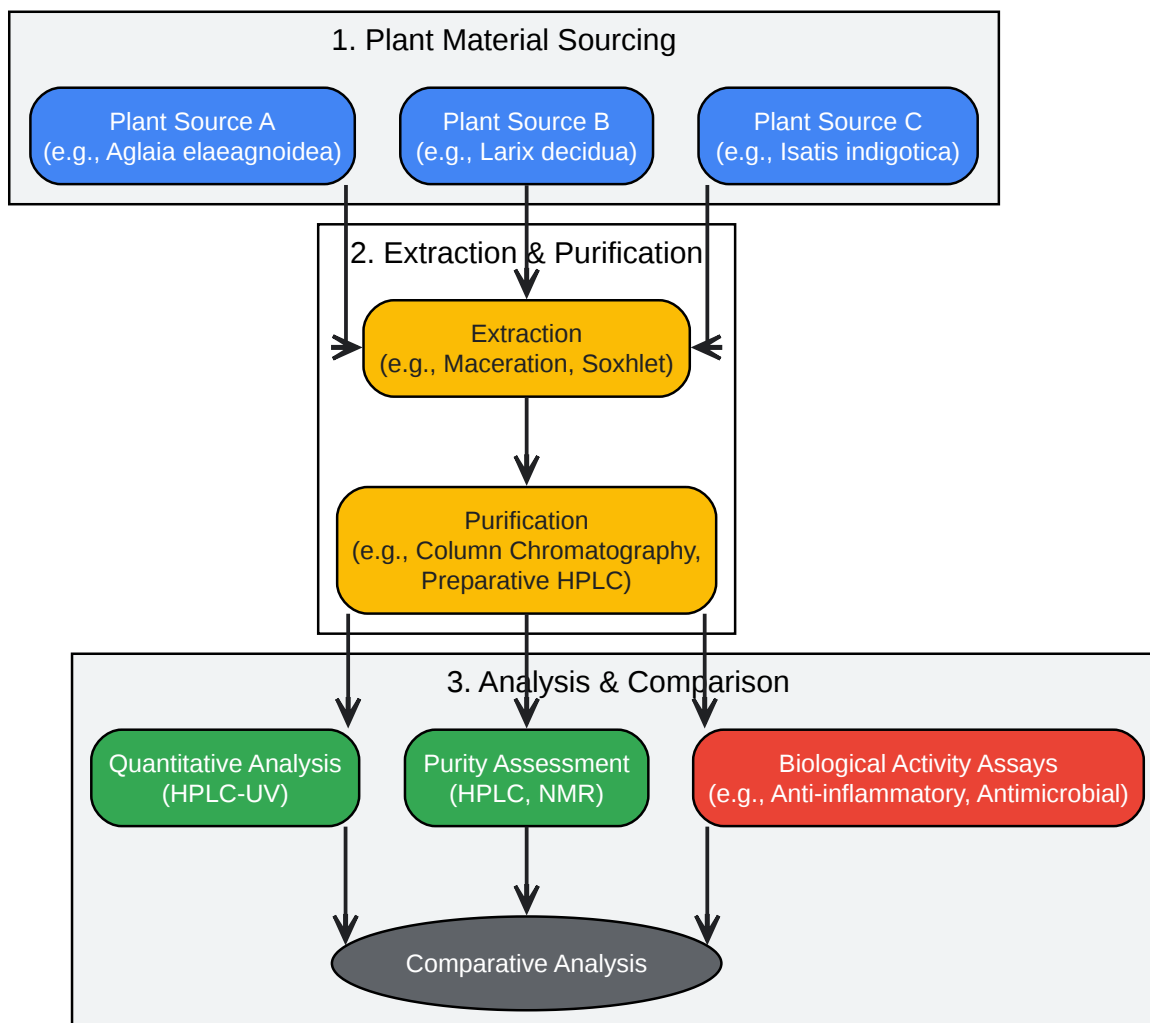 1. Plant Material Sourcing
Plant Source A
(e.g., Aglaia elaeagnoidea)
Plant Source B
(e.g., Larix decidua)
Plant Source C
(e.g., Isatis indigotica)
2. Extraction & Purification
Extraction
(e.g., Maceration, Soxhlet)
Purification
(e.g., Column Chromatography,
Preparative HPLC)
3. Analysis & Comparison
Quantitative Analysis
(HPLC-UV)
Purity Assessment
(HPLC, NMR)
Biological Activity Assays
(e.g., Anti-inflammatory, Antimicrobial)
Comparative Analysis